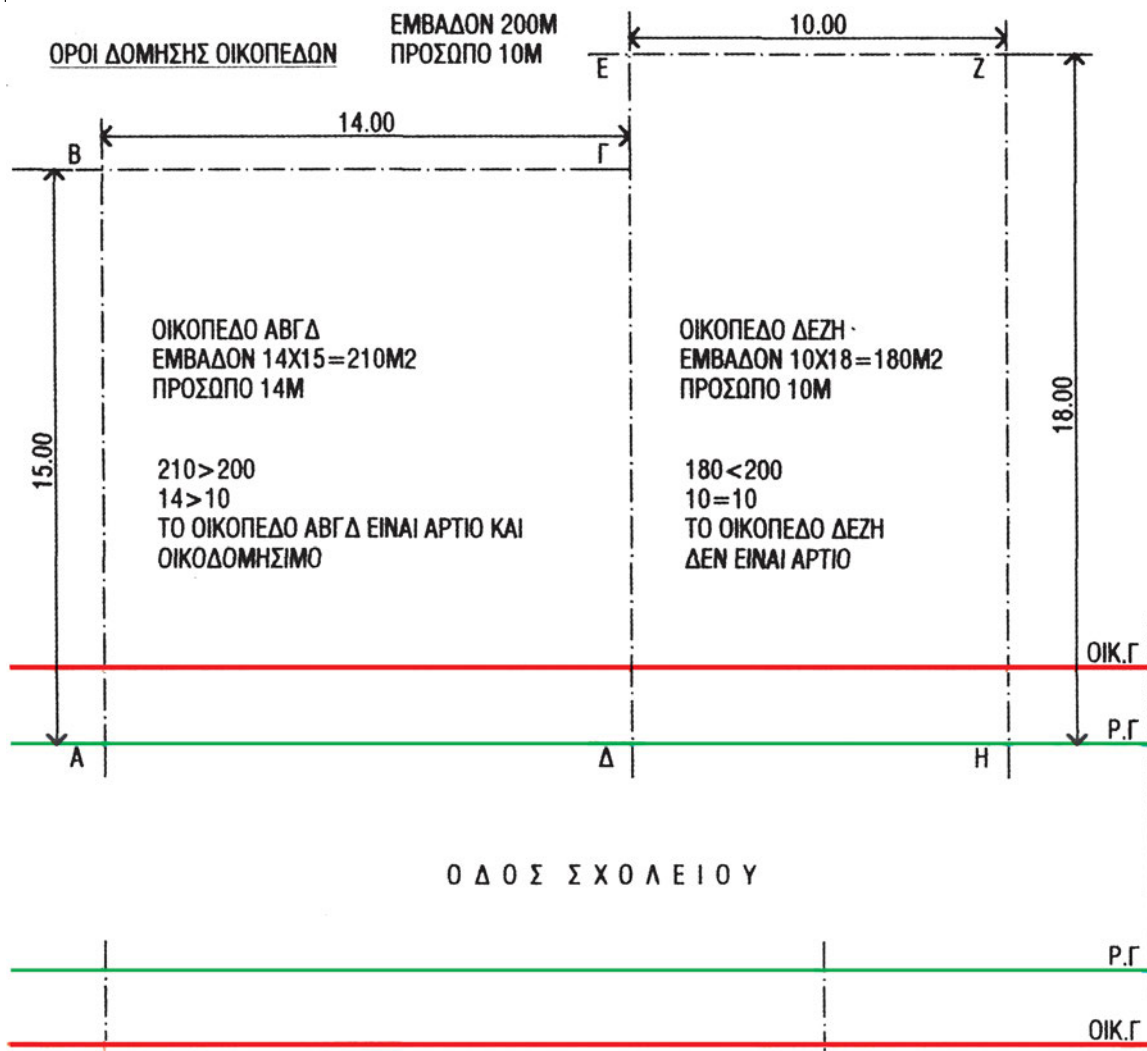 ΟΡΟΙ ΔΟΜΗΣΗΣ ΟΙΚΟΠΕΔΩΝ
ΕΜΒΑΔΟΝ 200Μ
ΠΡΟΣΩΠΟ 10Μ
10.00
Ε
Ζ
14.00
Β
Γ
15.00
18.00
ΟΙΚΟΠΕΔΟ ΑΒΓΔ
ΕΜΒΑΔΟΝ 14Χ15=210Μ2
ΠΡΟΣΩΠΟ 14Μ
210>200
14>10
ΤΟ ΟΙΚΟΠΕΔΟ ΑΒΓΔ ΕΙΝΑΙ ΑΡΤΙΟ ΚΑΙ
ΟΙΚΟΔΟΜΗΣΙΜΟ
ΟΙΚΟΠΕΔΟ ΔΕΖΗ
ΕΜΒΑΔΟΝ 10Χ18=180Μ2
ΠΡΟΣΩΠΟ 10Μ
180<200
10=10
ΤΟ ΟΙΚΟΠΕΔΟ ΔΕΖΗ
ΔΕΝ ΕΙΝΑΙ ΑΡΤΙΟ
ΟΙΚ.Γ
Ρ.Γ
Α
Δ
Η
ΟΔΟΣ ΣΧΟΛΕΙΟΥ
Ρ.Γ
ΟΙΚ.Γ